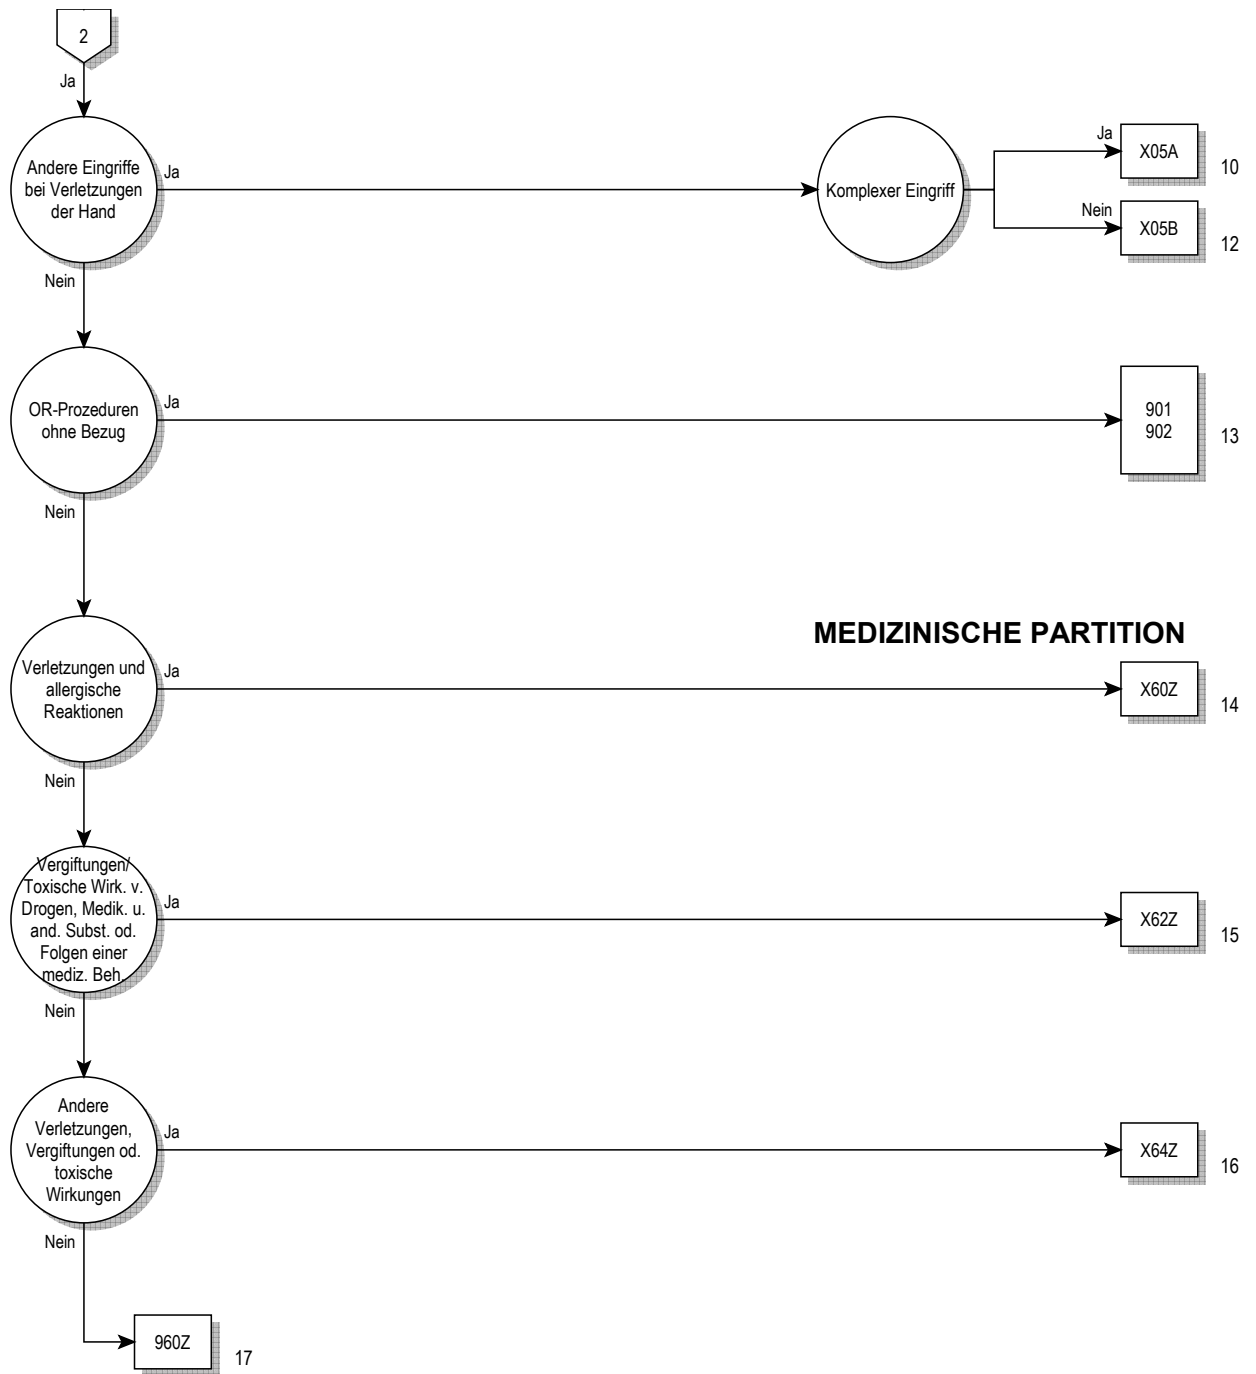 2
Ja
Andere Eingriffe
bei Verletzungen
der Hand
Ja
Komplexer Eingriff
Ja
X05A
10
Nein
X05B
12
Nein
OR-Prozeduren
ohne Bezug
Ja
901
902
13
Nein
MEDIZINISCHE PARTITION
Verletzungen und
allergische
Reaktionen
Ja
X60Z
14
Nein
Vergiftungen/
Toxische Wirk. v.
Drogen, Medik. u.
and. Subst. od.
Folgen einer
mediz. Beh.
Ja
X62Z
15
Nein
Andere
Verletzungen,
Vergiftungen od.
toxische
Wirkungen
Ja
X64Z
16
Nein
960Z
17